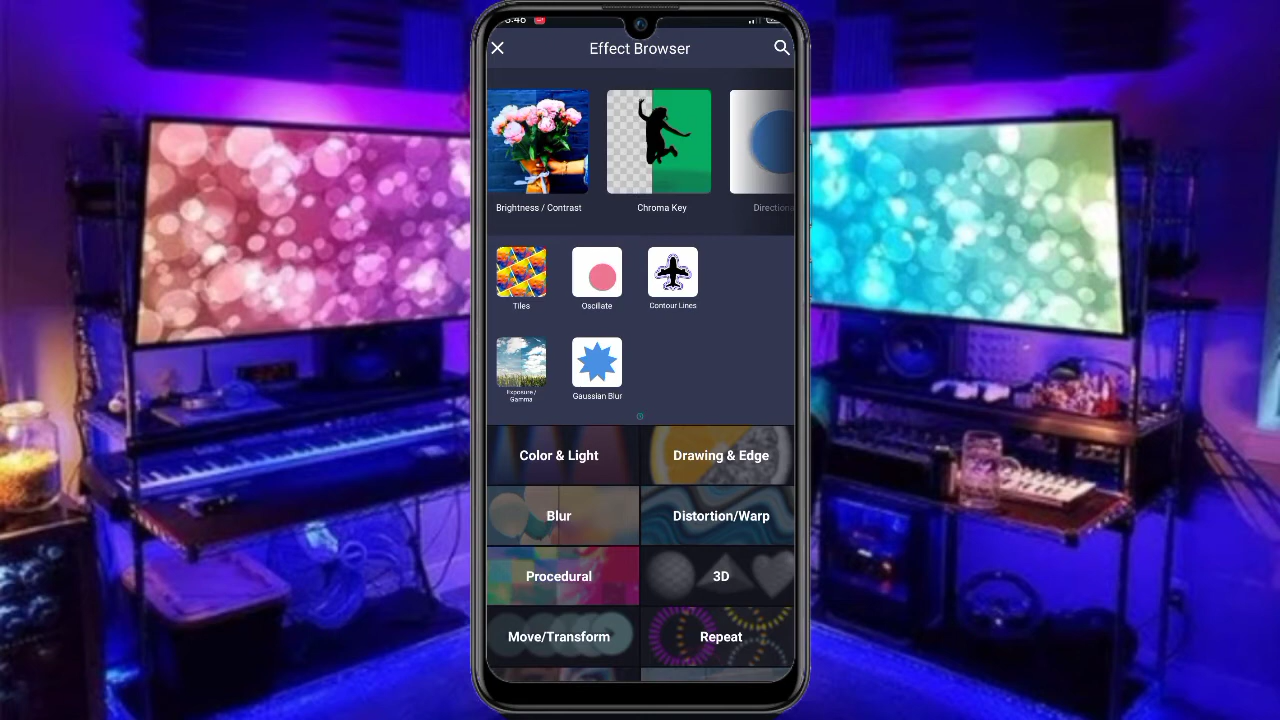 Effect Browser
Brightness / Contrast
Chroma Key
Tiles
Oscillate
Contour Lines
Exposure /
Gamma
Gaussian Blur
Color & Light
Drawing & Edge
Blur
Distortion/Warp
Procedural
3D
Move/Transform
Repeat